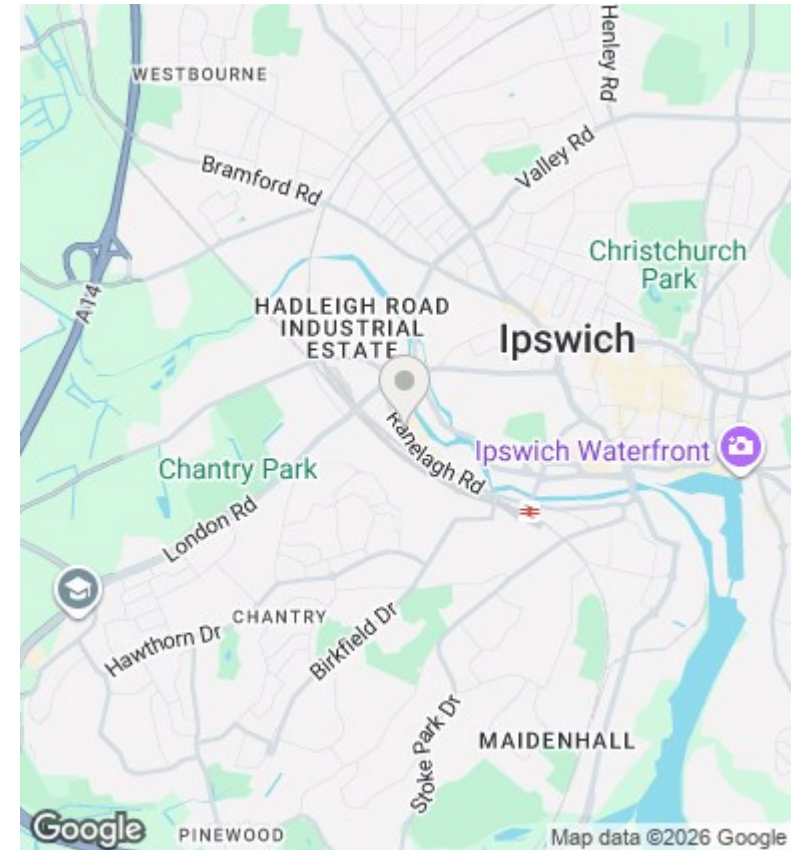 Henley Rd
WESTBOURNE
Valley Rd
Bramford Rd
Christchurch
Park
A14
HADLEIGH ROAD
INDUSTRIAL
ESTATE
Ipswich
Ranelagh Rd
Ipswich Waterfront
Chantry Park
London Rd
CHANTRY
Hawthorn Dr
Birkfield Dr
Stoke Park Dr
MAIDENHALL
Google
PINEWOOD
Map data ©2026 Google